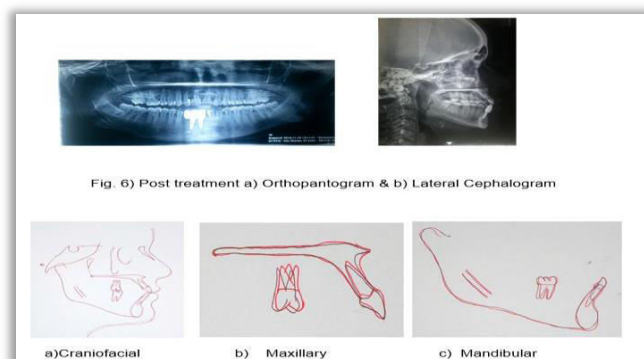 Fig. 6) Post treatment a) Orthopantogram & b) Lateral Cephalogram
a)Craniofacial
b) Maxillary
c) Mandibular